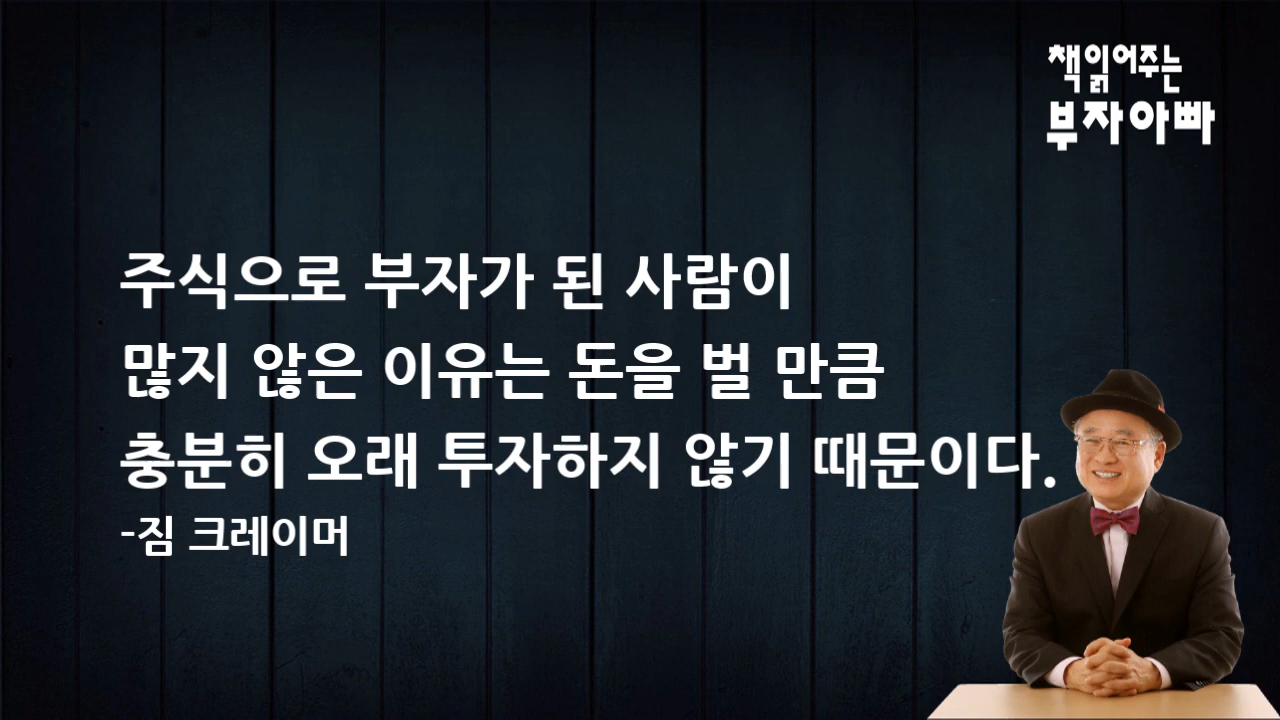 책읽어주는
부자아빠
주식으로 부자가 된 사람이
많지 않은 이유는 돈을 벌 만큼
충분히 오래 투자하지 않기 때문이다.
-짐 크레이머